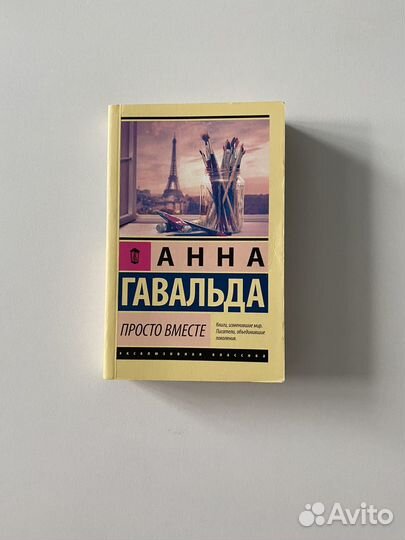 АННА
ГАВАЛЬДА
ПРОСТО ВМЕСТЕ
Книги, изменившие мир.
Писатели, объединившие
поколения.
ЭКСКЛЮЗИВНАЯ КЛАССИКА
Avito